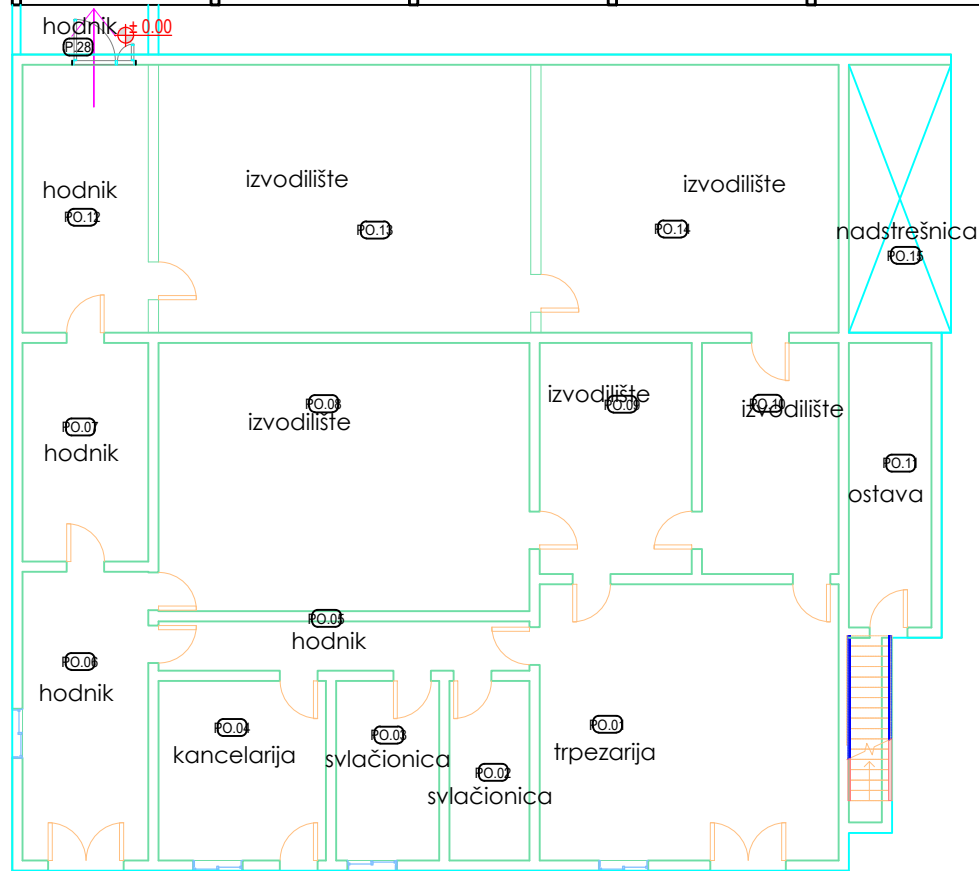 hodnik
± 0.00
P.28
hodnik
PO.12
izvodilište
PO.13
izvodilište
PO.14
nadstrešnica
PO.15
PO.07
hodnik
PO.08
izvodilište
izvodilište
PO.09
PO.10
izvodilište
PO.11
ostava
PO.05
hodnik
PO.06
hodnik
PO.04
kancelarija
PO.03
svlačionica
PO.02
svlačionica
PO.01
trpezarija